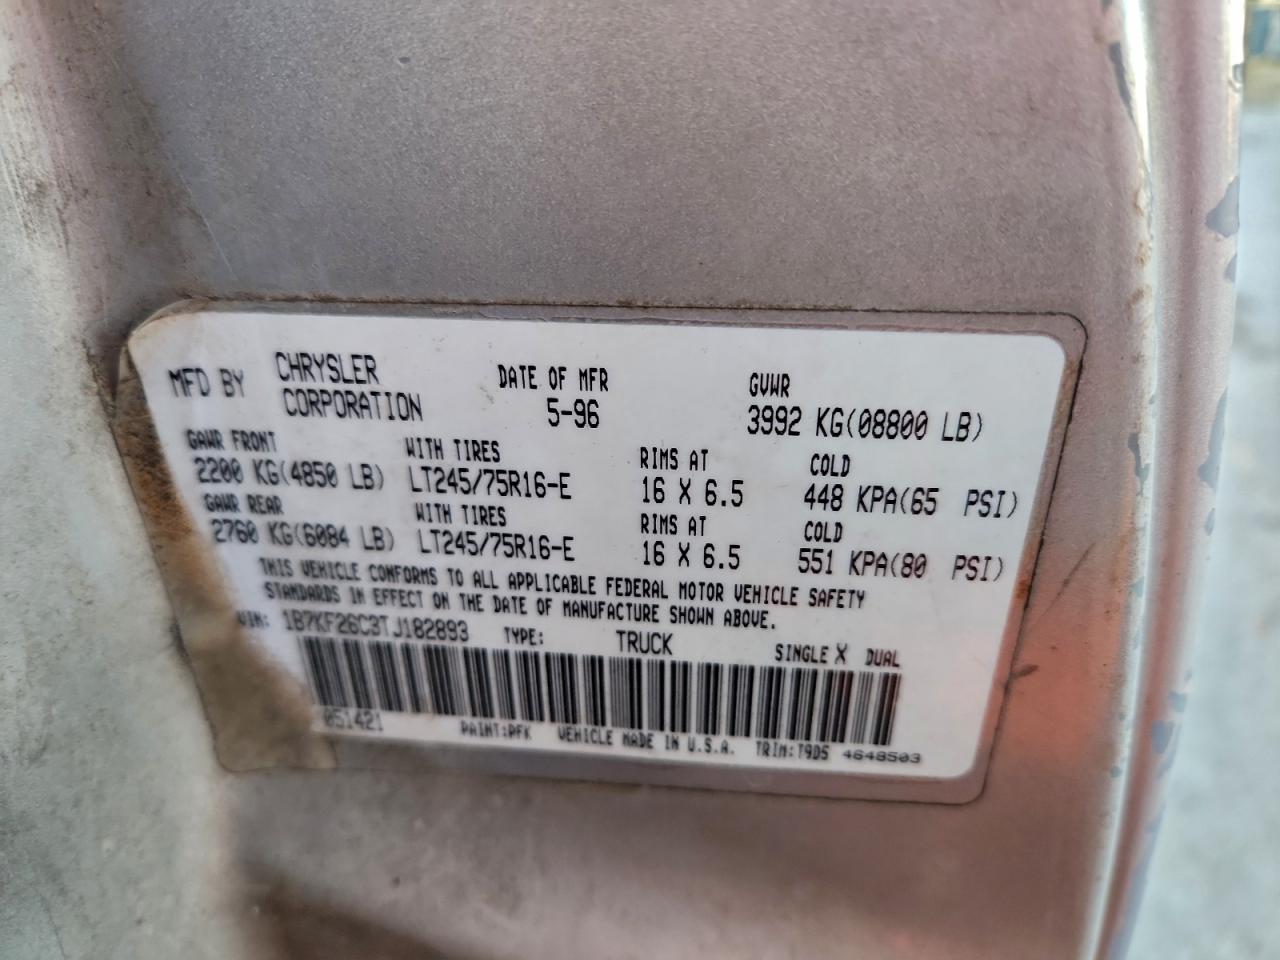 MFD BY CHRYSLER CORPORATION DATE OF MFR 5-96 GVWR 3992 KG(08800 LB)
GAWR FRONT WITH TIRES RIMS AT COLD
2200 KG(4850 LB) LT245/75R16-E 16 X 6.5 448 KPA(65 PSI)
GAWR REAR WITH TIRES RIMS AT COLD
2760 KG(6084 LB) LT245/75R16-E 16 X 6.5 551 KPA(80 PSI)
THIS VEHICLE CONFORMS TO ALL APPLICABLE FEDERAL MOTOR VEHICLE SAFETY
STANDARDS IN EFFECT ON THE DATE OF MANUFACTURE SHOWN ABOVE.
VIN: 1B7KF26C3TJ182893 TYPE: TRUCK SINGLE X DUAL
051421 PAINT:PFK VEHICLE MADE IN U.S.A. TRIM:T9D5 4648503